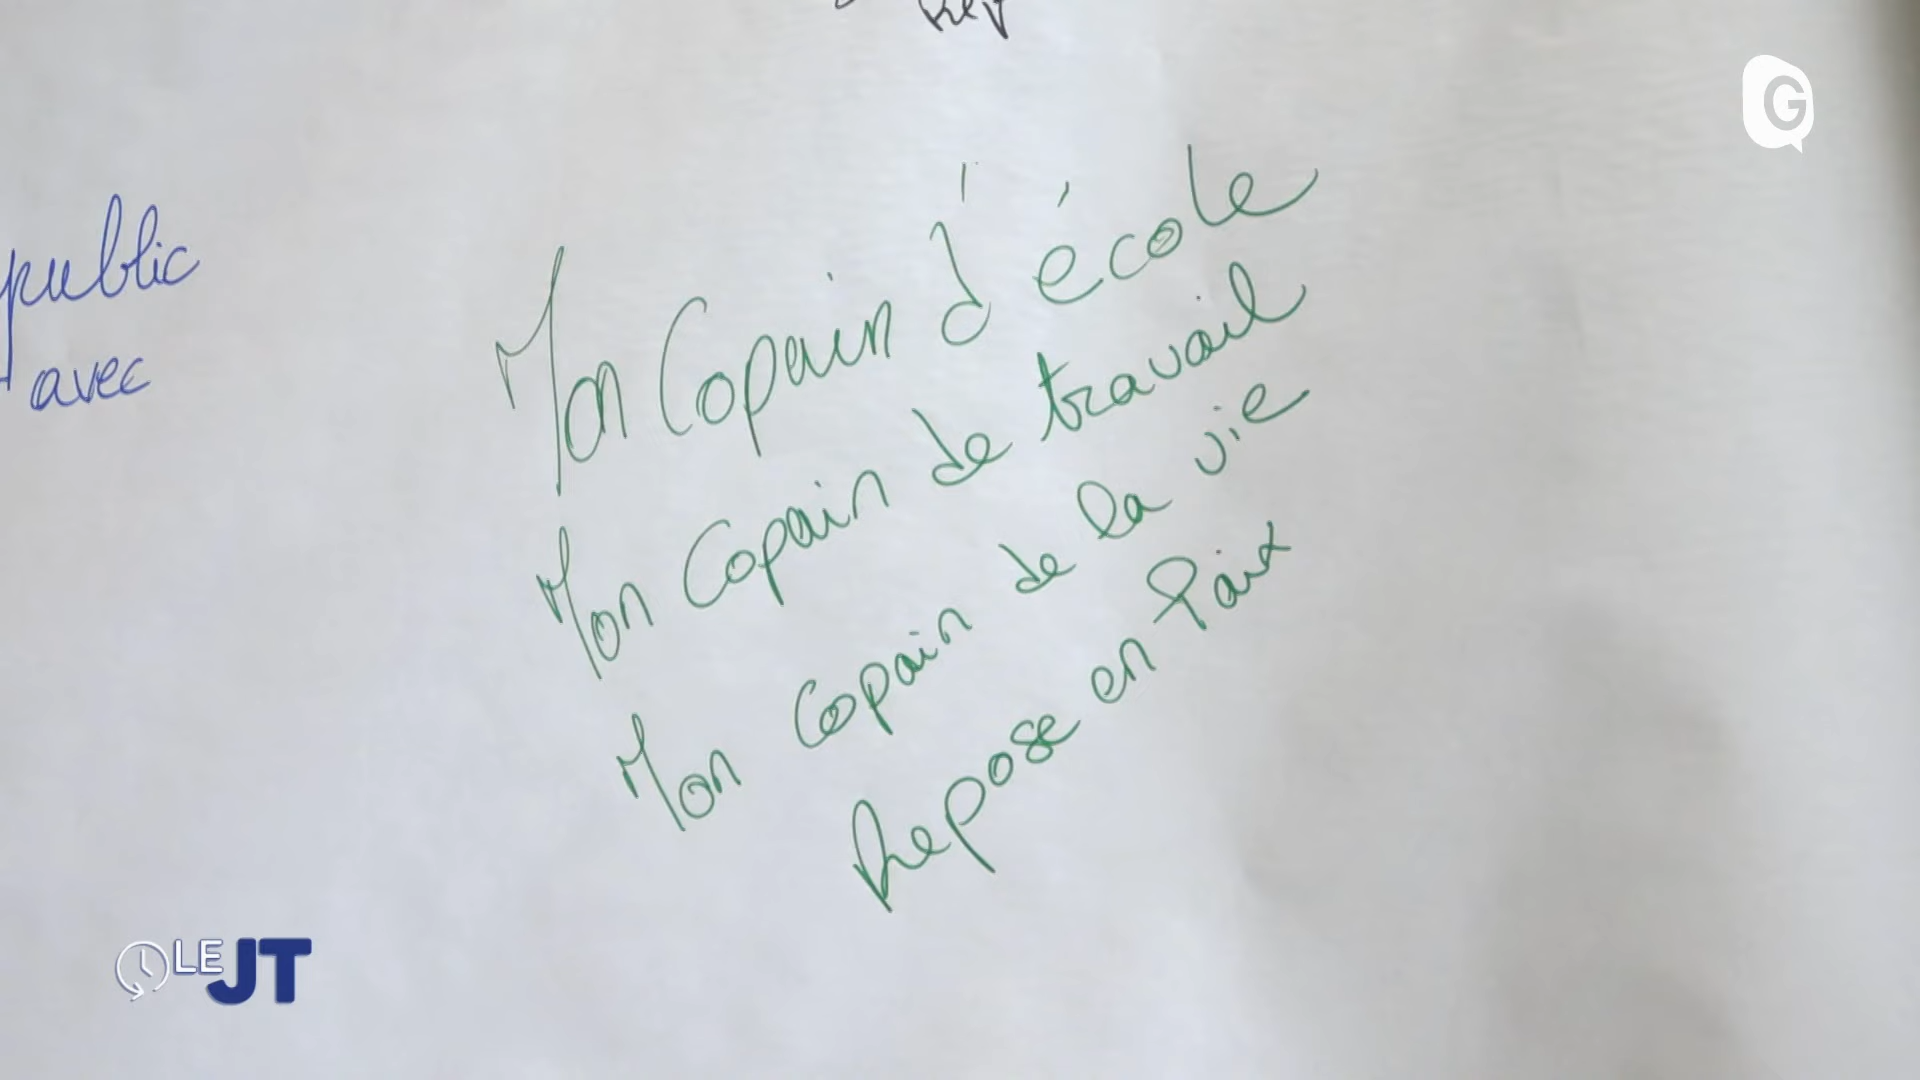 G
public
avec
Mon Copain d'école
Mon Copain de travail
Mon Copain de la vie
Repose en Paix
LE JT